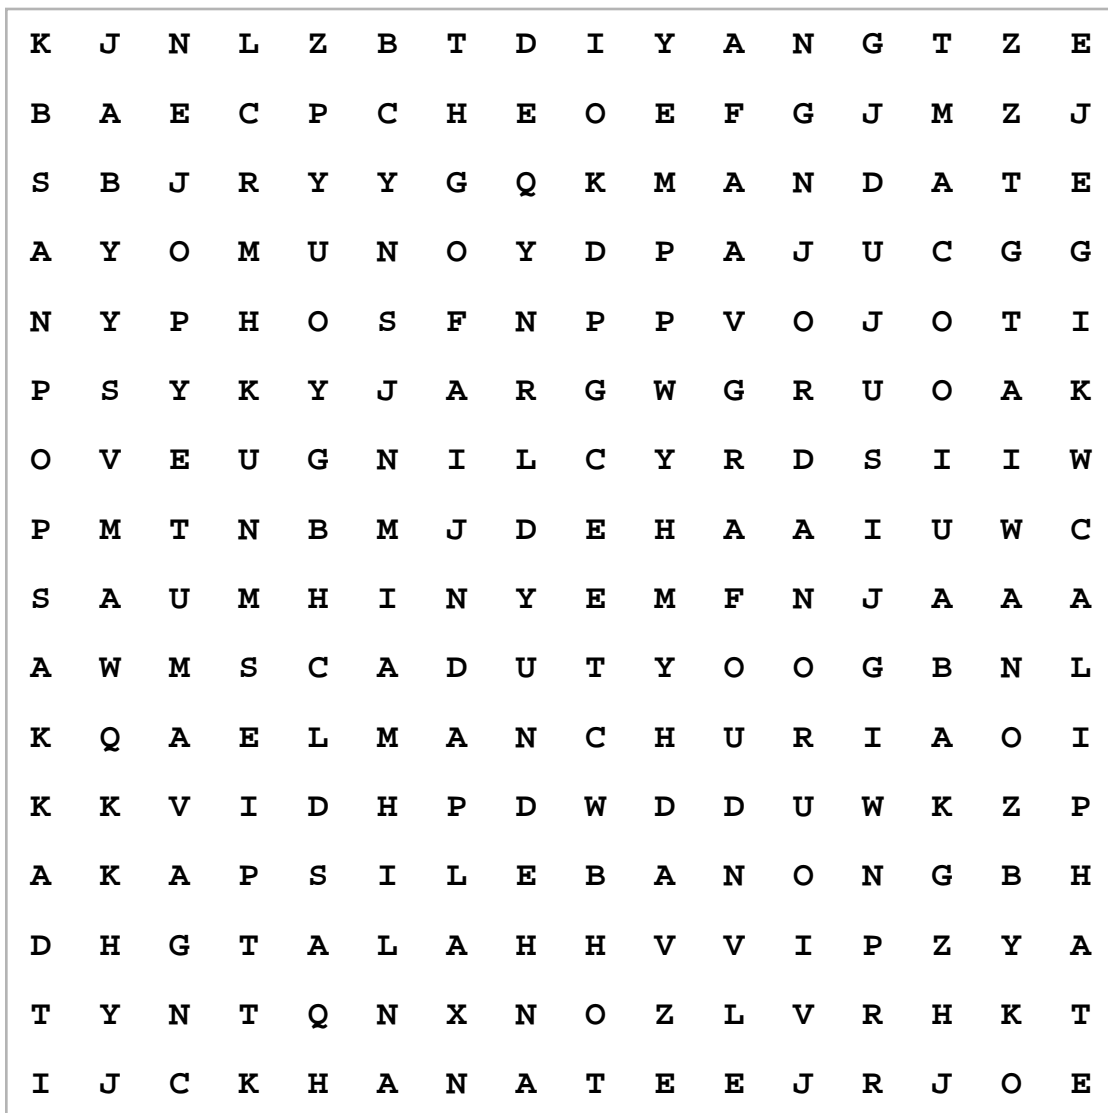 K J N L Z B T D I Y A N G T Z E
B A E C P C H E O E F G J M Z J
S B J R Y Y G Q K M A N D A T E
A Y O M U N O Y D P A J U C G G
N Y P H O S F N P P V O J O T I
P S Y K Y J A R G W G R U O A K
O V E U G N I L C Y R D S I I W
P M T N B M J D E H A A I U W C
S A U M H I N Y E M F N J A A A
A W M S C A D U T Y O O G B N L
K Q A E L M A N C H U R I A O I
K K V I D H P D W D D U W K Z P
A K A P S I L E B A N O N G B H
D H G T A L A H H V V I P Z Y A
T Y N T Q N X N O Z L V R H K T
I J C K H A N A T E E J R J O E